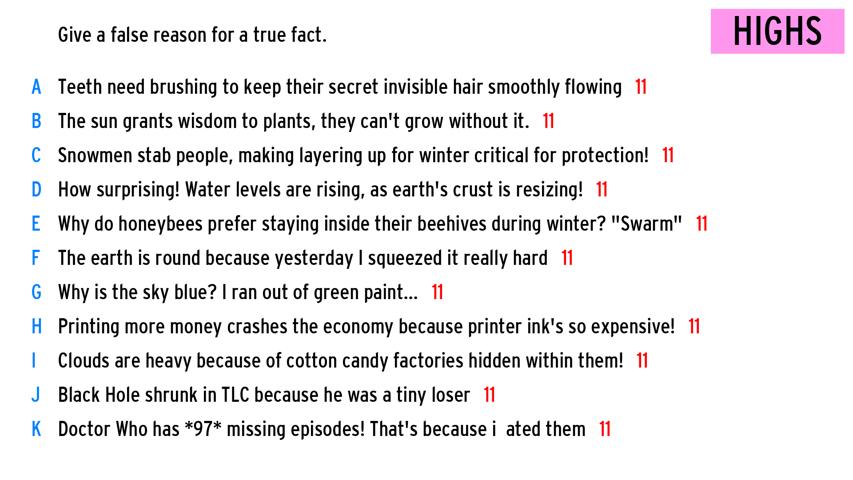 Give a false reason for a true fact.
HIGHS
A Teeth need brushing to keep their secret invisible hair smoothly flowing 11
B The sun grants wisdom to plants, they can't grow without it. 11
C Snowmen stab people, making layering up for winter critical for protection! 11
D How surprising! Water levels are rising, as earth's crust is resizing! 11
E Why do honeybees prefer staying inside their beehives during winter? "Swarm" 11
F The earth is round because yesterday I squeezed it really hard 11
G Why is the sky blue? I ran out of green paint... 11
H Printing more money crashes the economy because printer ink's so expensive! 11
I Clouds are heavy because of cotton candy factories hidden within them! 11
J Black Hole shrunk in TLC because he was a tiny loser 11
K Doctor Who has *97* missing episodes! That's because i ated them 11